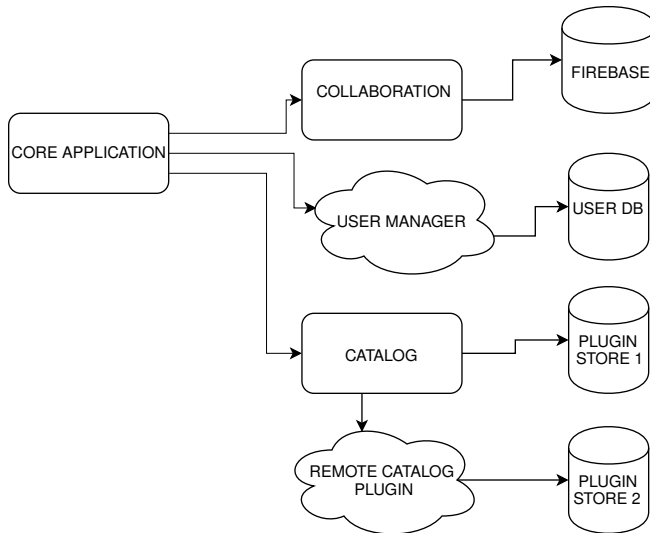 FIREBASE
COLLABORATION
CORE APPLICATION
USER MANAGER
USER DB
CATALOG
PLUGIN
STORE 1
REMOTE CATALOG
PLUGIN
PLUGIN
STORE 2